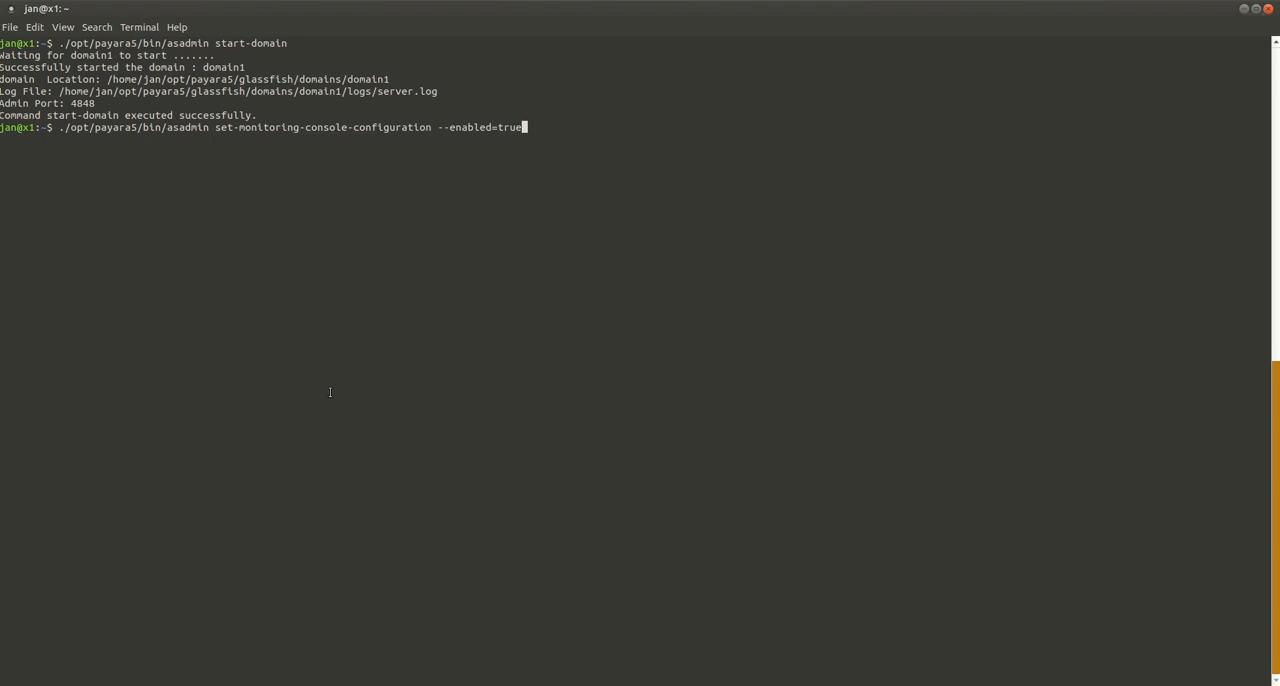 jan@x1: ~
File Edit View Search Terminal Help
jan@x1:~$ ./opt/payara5/bin/asadmin start-domain
Waiting for domain1 to start .......
Successfully started the domain : domain1
domain  Location: /home/jan/opt/payara5/glassfish/domains/domain1
Log File: /home/jan/opt/payara5/glassfish/domains/domain1/logs/server.log
Admin Port: 4848
Command start-domain executed successfully.
jan@x1:~$ ./opt/payara5/bin/asadmin set-monitoring-console-configuration --enabled=true